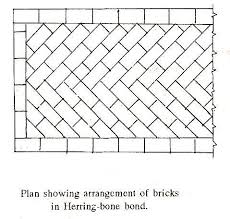 Plan showing arrangement of bricks
in Herring-bone bond.